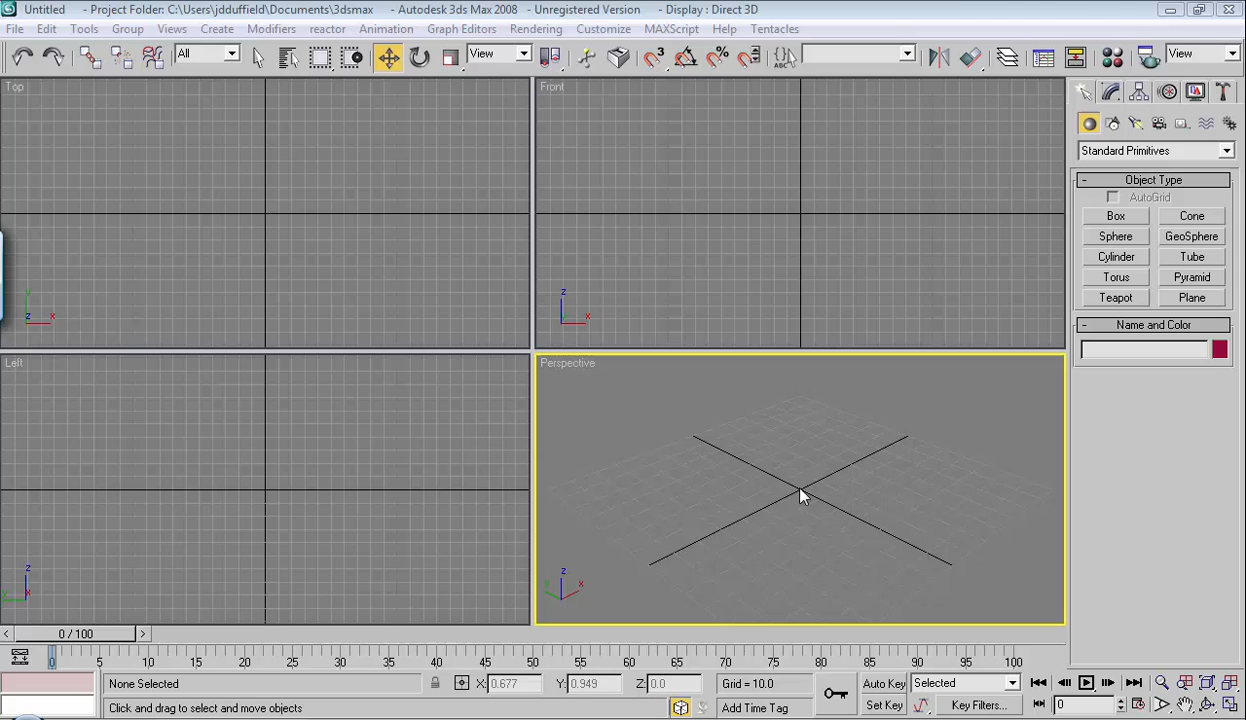 Untitled - Project Folder: C:\Users\jdduffield\Documents\3dsmax - Autodesk 3ds Max 2008 - Unregistered Version - Display : Direct 3D
File Edit Tools Group Views Create Modifiers reactor Animation Graph Editors Rendering Customize MAXScript Help Tentacles
All View 3 % ABC View
Top
Front
Standard Primitives
- Object Type
AutoGrid
Box Cone
Sphere GeoSphere
Cylinder Tube
Torus Pyramid
Teapot Plane
- Name and Color
y z x
z x
Left
Perspective
z x
z x
< 0 / 100 >
0 5 10 15 20 25 30 35 40 45 50 55 60 65 70 75 80 85 90 95 100
None Selected X: 0.677 Y: 0.949 Z: 0.0 Grid = 10.0 Auto Key Selected
Click and drag to select and move objects Add Time Tag Set Key Key Filters... 0